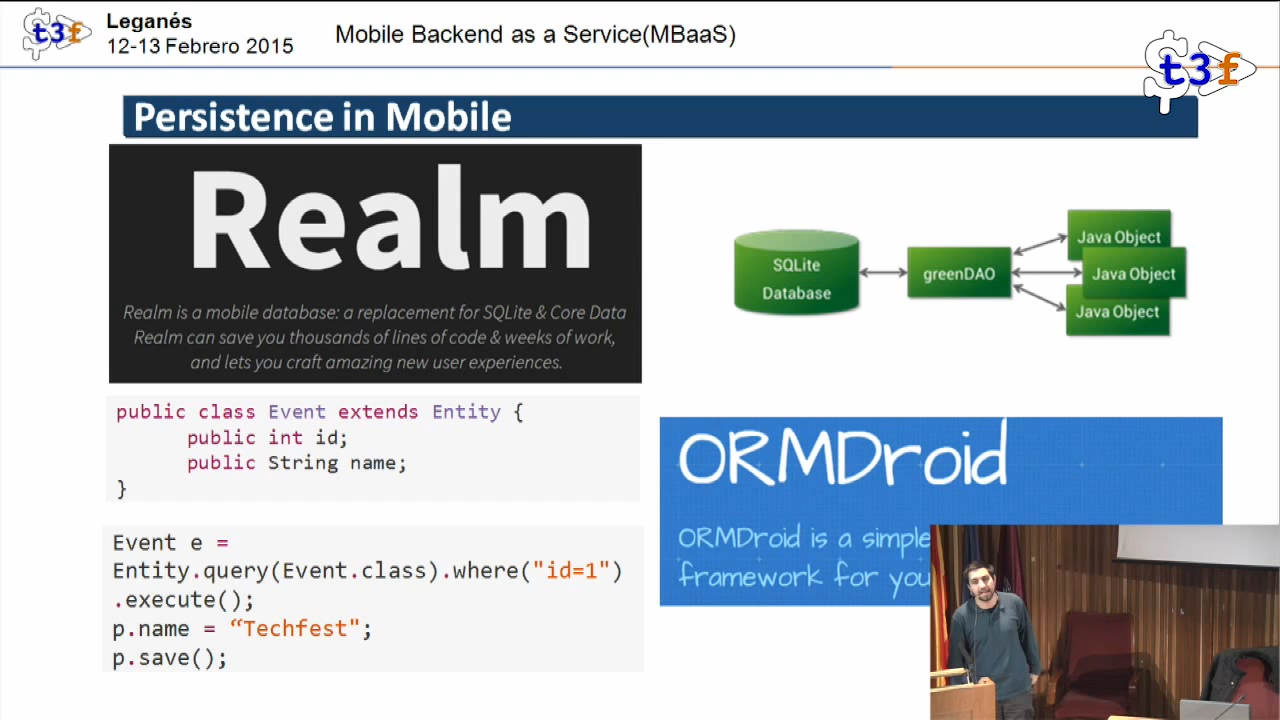 t3f
Leganés
12-13 Febrero 2015
Mobile Backend as a Service(MBaaS)
t3f
Persistence in Mobile
Realm
Realm is a mobile database: a replacement for SQLite & Core Data
Realm can save you thousands of lines of code & weeks of work,
and lets you craft amazing new user experiences.
SQLite
Database
greenDAO
Java Object
Java Object
Java Object
public class Event extends Entity {
public int id;
public String name;
}
Event e =
Entity.query(Event.class).where("id=1")
.execute();
p.name = “Techfest";
p.save();
ORMDroid
ORMDroid is a simple
framework for you